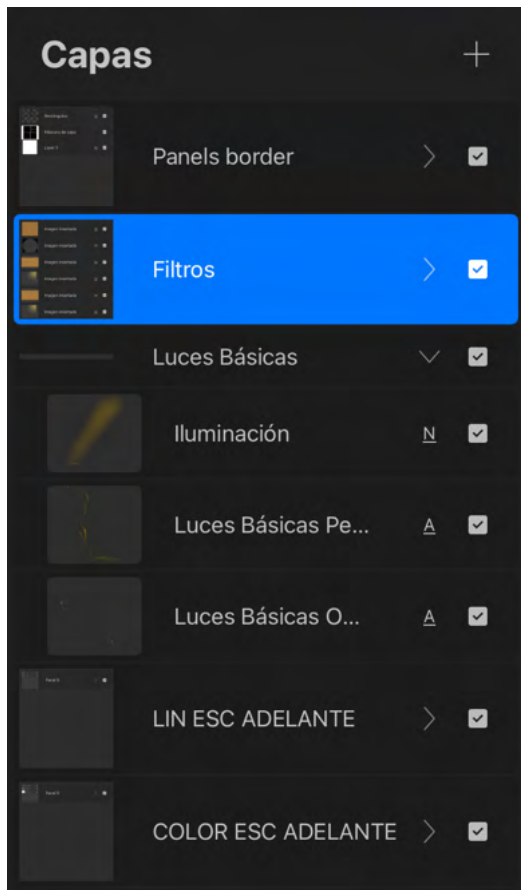 Capas
Panels border
Filtros
Luces Básicas
Iluminación
N
Luces Básicas Pe...
A
Luces Básicas O...
A
LIN ESC ADELANTE
COLOR ESC ADELANTE